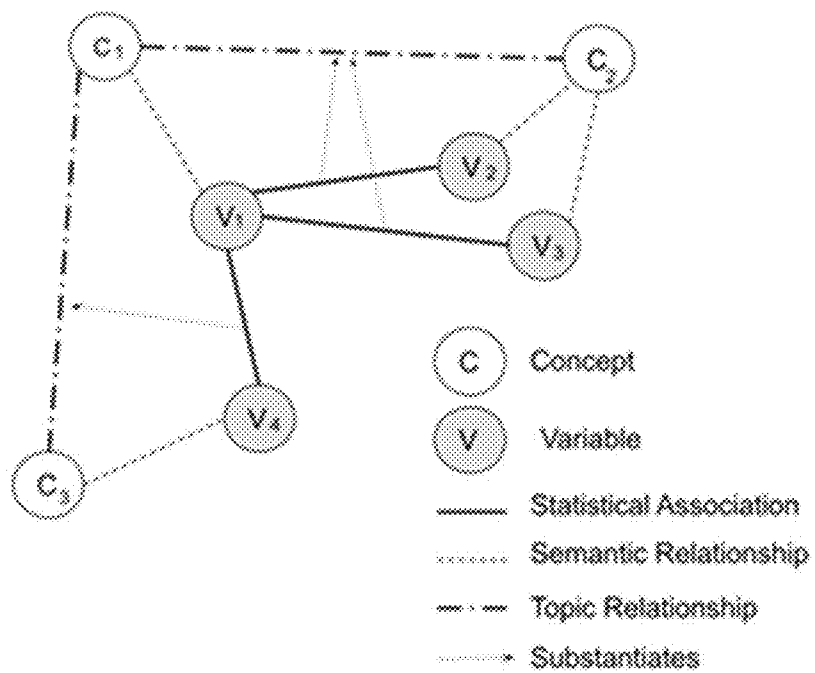 C1
C2
V2
V1
V3
V4
C3
C Concept
V Variable
Statistical Association
Semantic Relationship
Topic Relationship
Substantiates